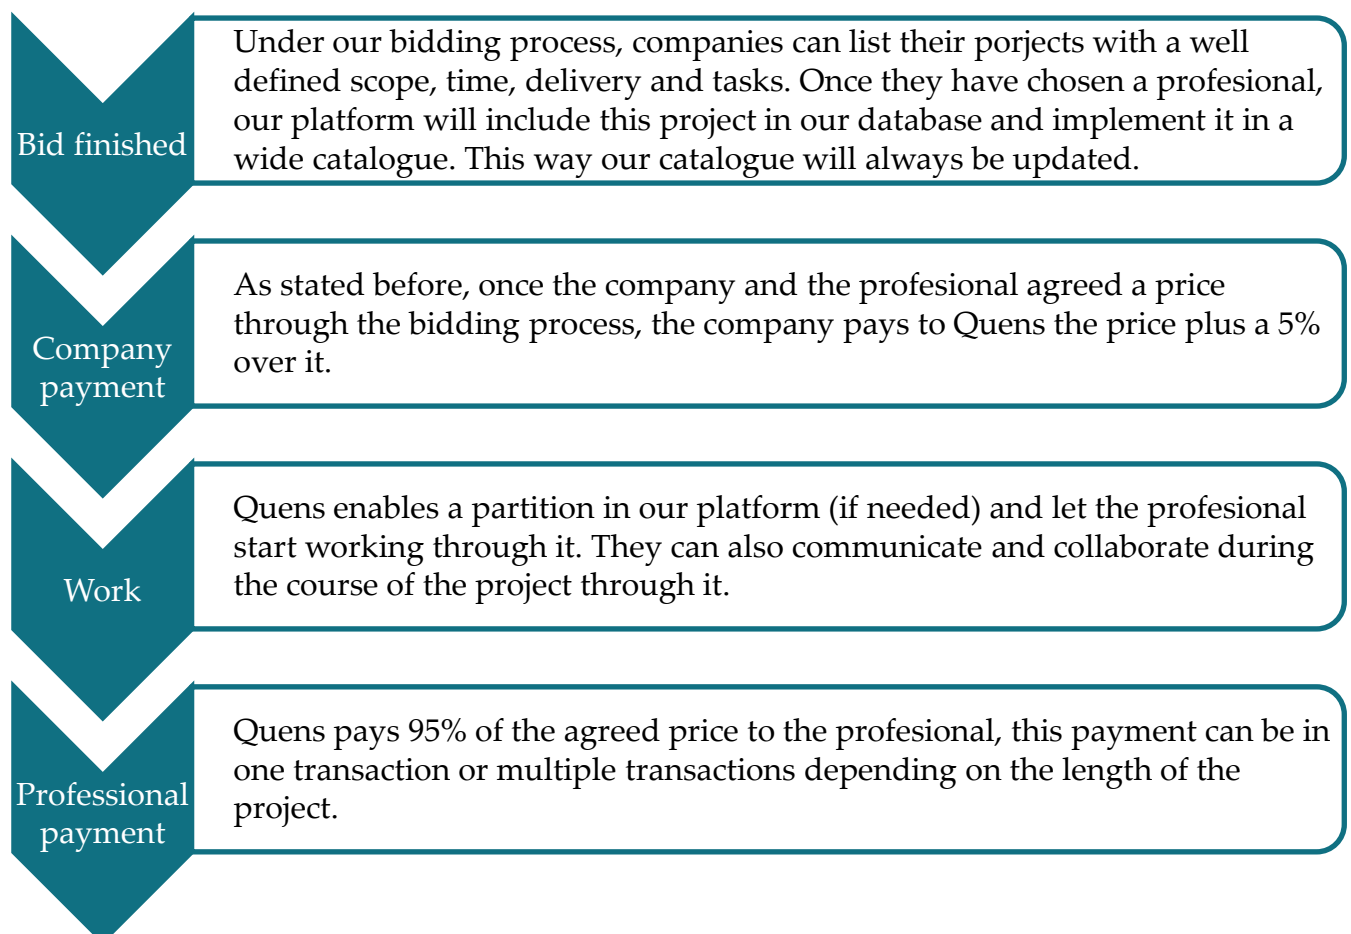 Bid finished
Under our bidding process, companies can list their porjects with a well
defined scope, time, delivery and tasks. Once they have chosen a profesional,
our platform will include this project in our database and implement it in a
wide catalogue. This way our catalogue will always be updated.
Company
payment
As stated before, once the company and the profesional agreed a price
through the bidding process, the company pays to Quens the price plus a 5%
over it.
Work
Quens enables a partition in our platform (if needed) and let the profesional
start working through it. They can also communicate and collaborate during
the course of the project through it.
Professional
payment
Quens pays 95% of the agreed price to the profesional, this payment can be in
one transaction or multiple transactions depending on the length of the
project.